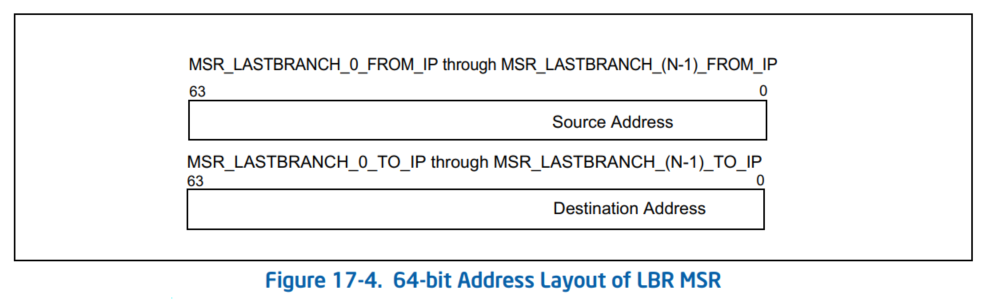 MSR_LASTBRANCH_0_FROM_IP through MSR_LASTBRANCH_(N-1)_FROM_IP
63 0
Source Address
MSR_LASTBRANCH_0_TO_IP through MSR_LASTBRANCH_(N-1)_TO_IP
63 0
Destination Address
Figure 17-4. 64-bit Address Layout of LBR MSR